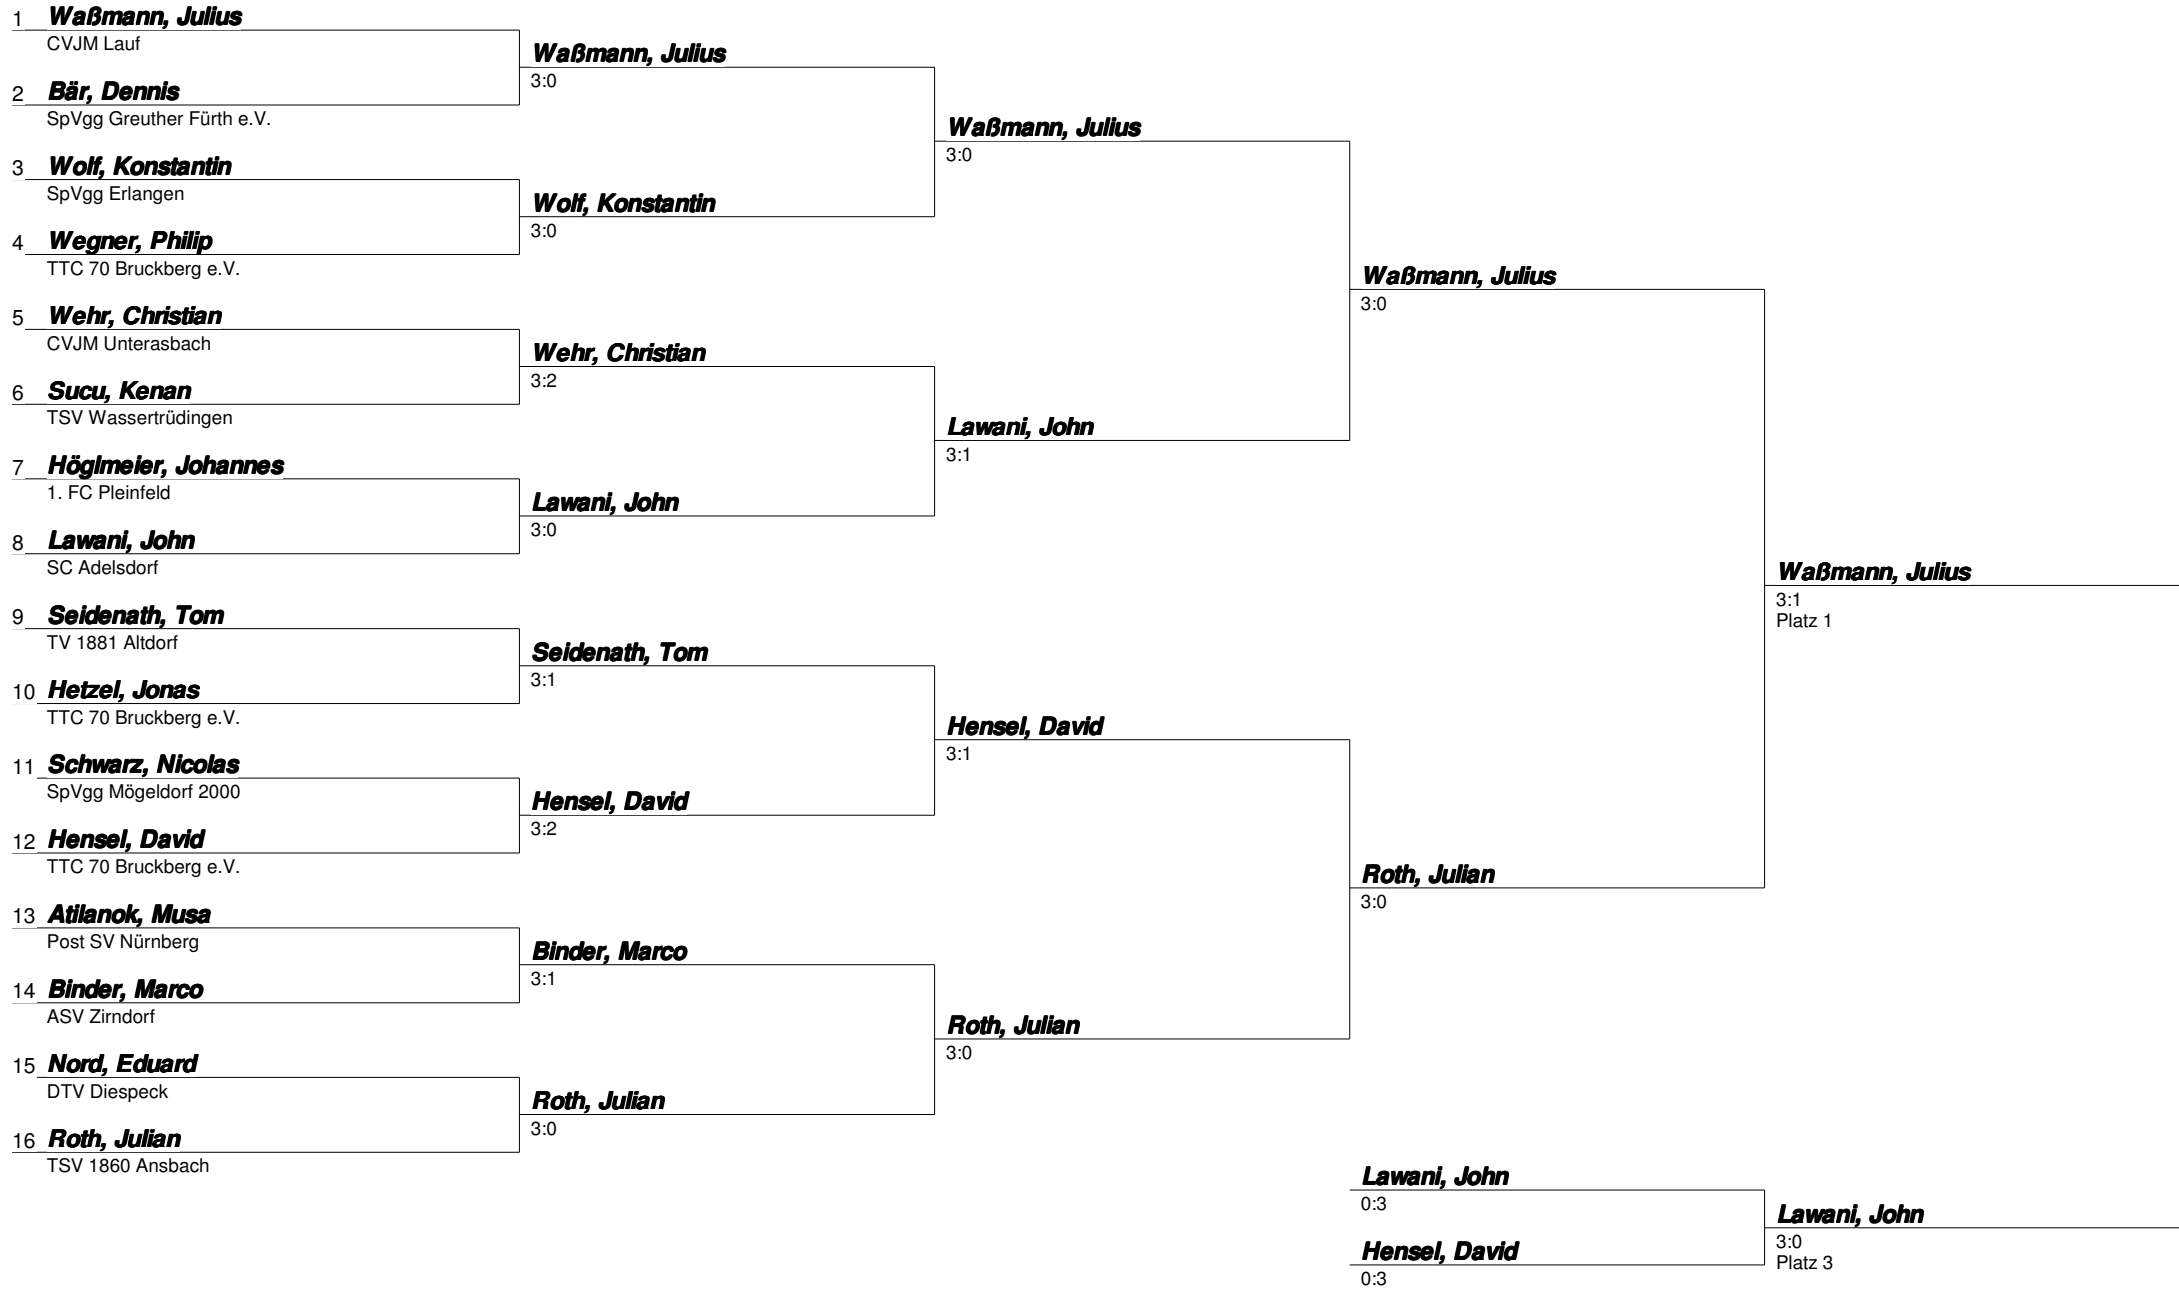 1 Waßmann, Julius
CVJM Lauf
2 Bär, Dennis
SpVgg Greuther Fürth e.V.
3 Wolf, Konstantin
SpVgg Erlangen
4 Wegner, Philip
TTC 70 Bruckberg e.V.
5 Wehr, Christian
CVJM Unterasbach
6 Sucu, Kenan
TSV Wassertrüdingen
7 Höglmeier, Johannes
1. FC Pleinfeld
8 Lawani, John
SC Adelsdorf
9 Seidenath, Tom
TV 1881 Altdorf
10 Hetzel, Jonas
TTC 70 Bruckberg e.V.
11 Schwarz, Nicolas
SpVgg Mögeldorf 2000
12 Hensel, David
TTC 70 Bruckberg e.V.
13 Atilanok, Musa
Post SV Nürnberg
14 Binder, Marco
ASV Zirndorf
15 Nord, Eduard
DTV Diespeck
16 Roth, Julian
TSV 1860 Ansbach
Waßmann, Julius
3:0
Wolf, Konstantin
3:0
Wehr, Christian
3:2
Lawani, John
3:0
Seidenath, Tom
3:1
Hensel, David
3:2
Binder, Marco
3:1
Roth, Julian
3:0
Waßmann, Julius
3:0
Lawani, John
3:1
Hensel, David
3:1
Roth, Julian
3:0
Waßmann, Julius
3:0
Roth, Julian
3:0
Waßmann, Julius
3:1
Platz 1
Lawani, John
0:3
Hensel, David
0:3
Lawani, John
3:0
Platz 3